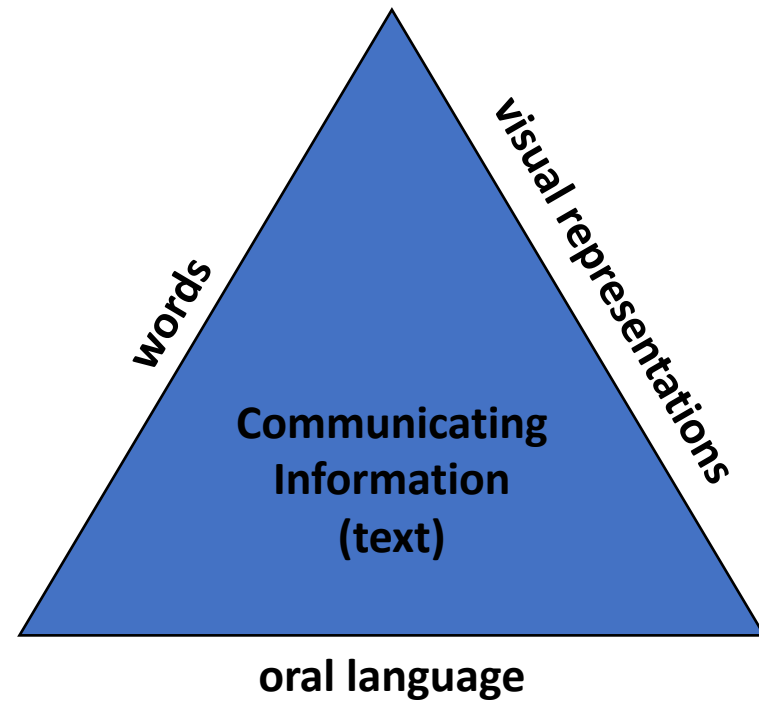 words
visual representations
Communicating
Information
(text)
oral language